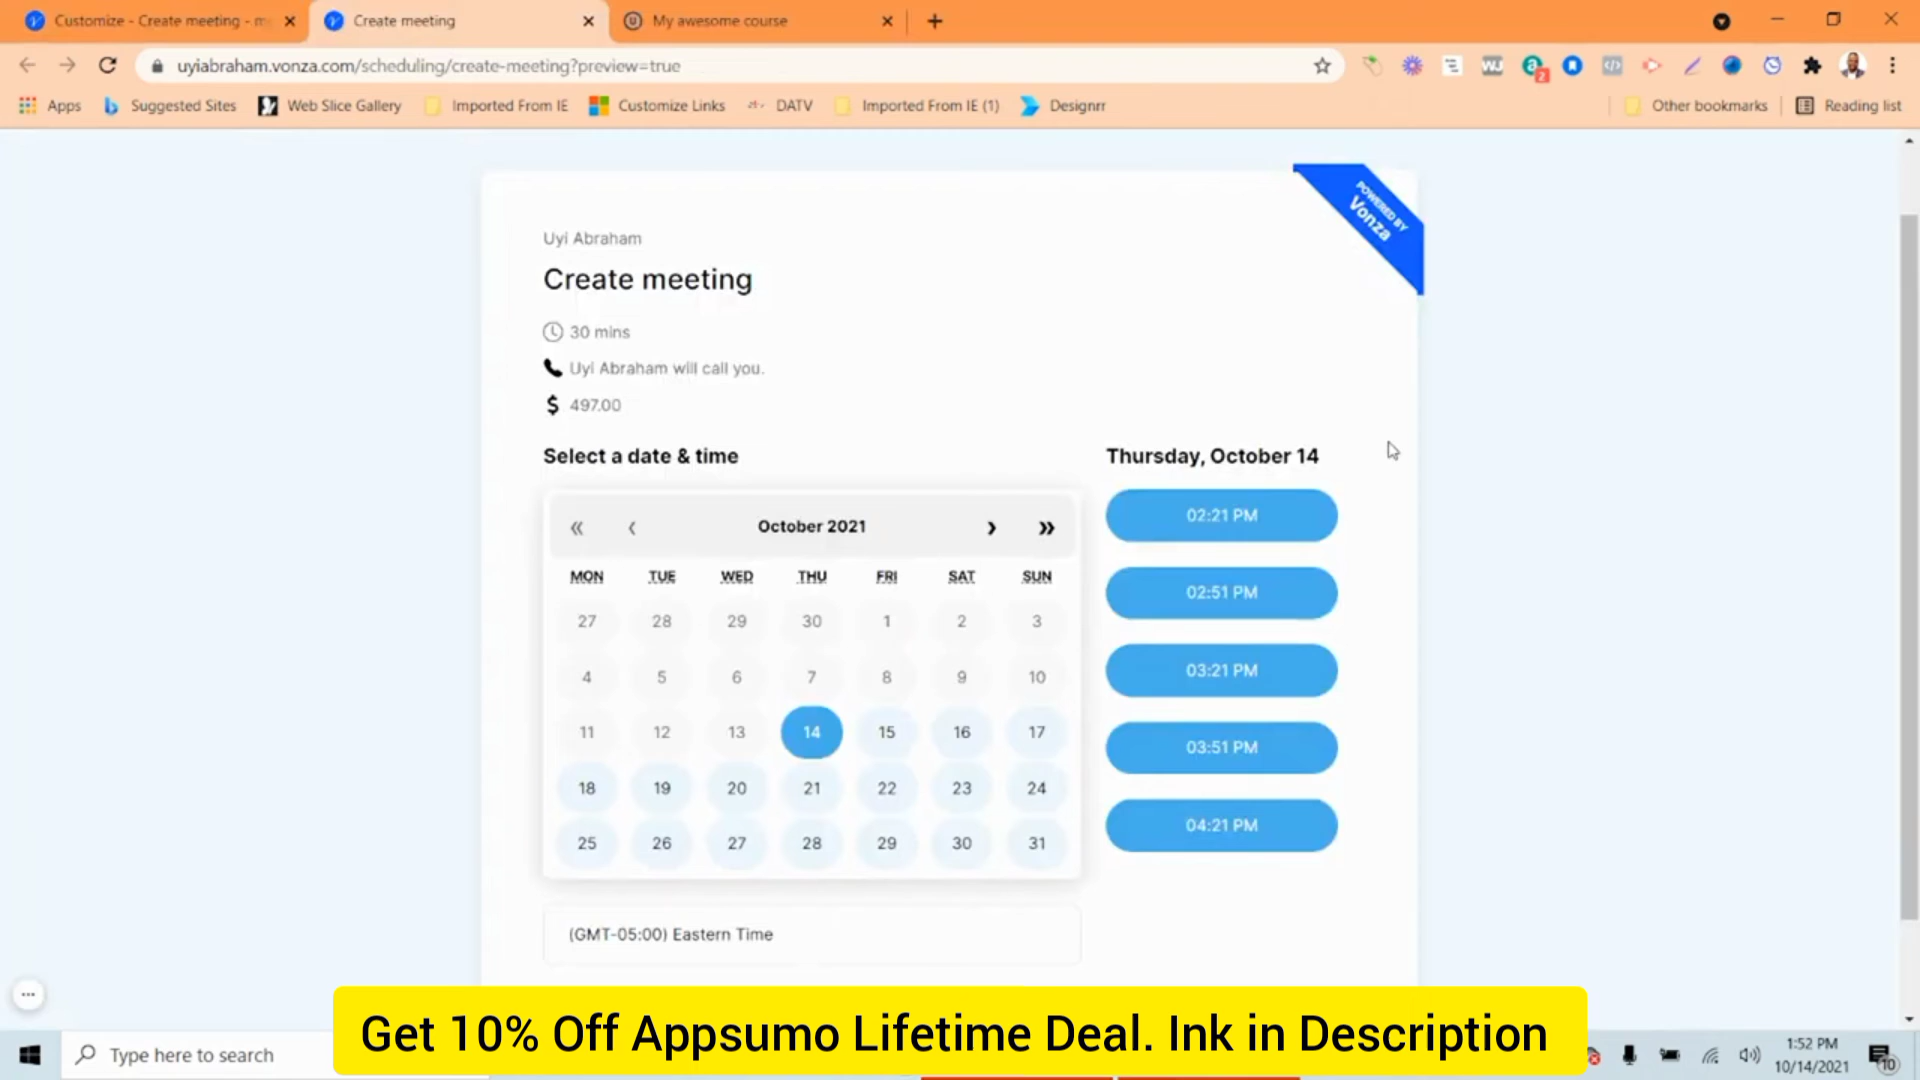 Customize - Create meeting - m
Create meeting
My awesome course
uyiabraham.vonza.com/scheduling/create-meeting?preview=true
Apps
Suggested Sites
Web Slice Gallery
Imported From IE
Customize Links
DATV
Imported From IE (1)
Designrr
Other bookmarks
Reading list
POWERED BY
Vonza
Uyi Abraham
Create meeting
30 mins
Uyi Abraham will call you.
$ 497.00
Select a date & time
Thursday, October 14
« ‹ October 2021 › »
MON TUE WED THU FRI SAT SUN
27 28 29 30 1 2 3
4 5 6 7 8 9 10
11 12 13 14 15 16 17
18 19 20 21 22 23 24
25 26 27 28 29 30 31
02:21 PM
02:51 PM
03:21 PM
03:51 PM
04:21 PM
(GMT-05:00) Eastern Time
Get 10% Off Appsumo Lifetime Deal. Ink in Description
Type here to search
1:52 PM
10/14/2021
10